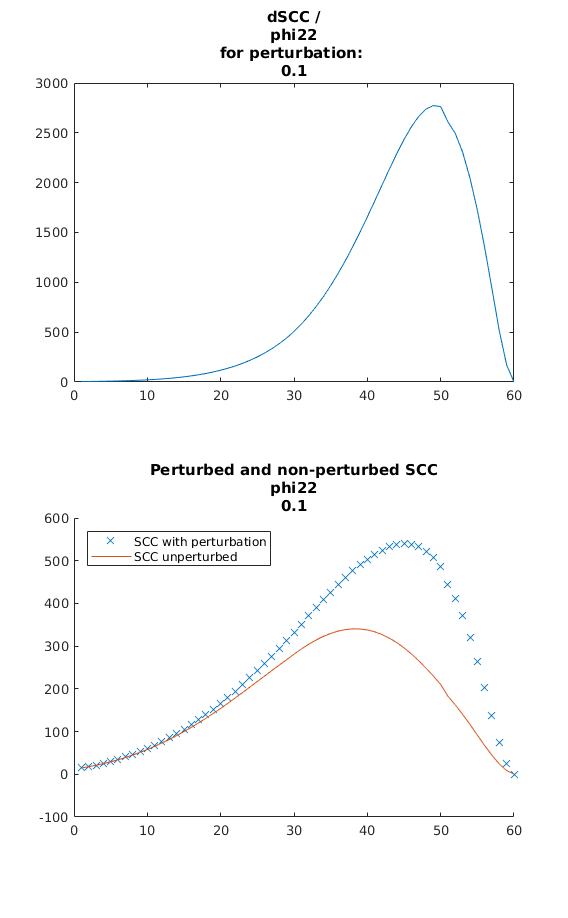 dSCC /
phi22
for perturbation:
0.1
3000
2500
2000
1500
1000
500
0
0 10 20 30 40 50 60
Perturbed and non-perturbed SCC
phi22
0.1
600
SCC with perturbation
SCC unperturbed
500
400
300
200
100
0
-100
0 10 20 30 40 50 60